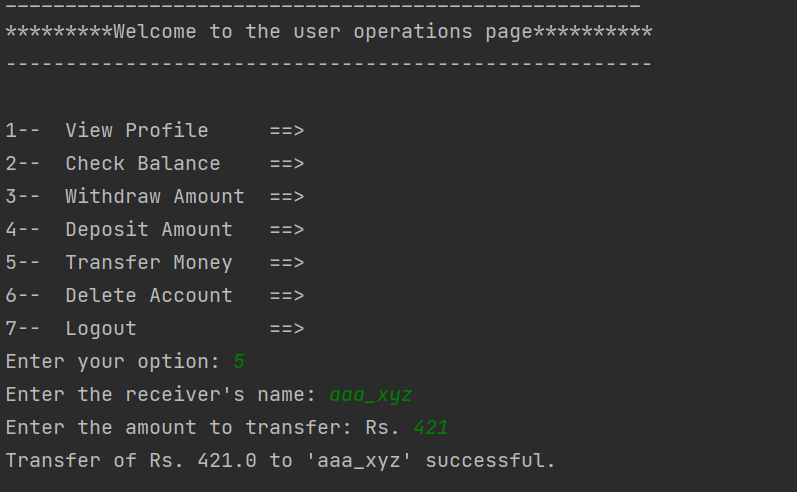 -----------------------------------------------------
*********Welcome to the user operations page**********
------------------------------------------------------
1--  View Profile     ==>
2--  Check Balance    ==>
3--  Withdraw Amount  ==>
4--  Deposit Amount   ==>
5--  Transfer Money   ==>
6--  Delete Account   ==>
7--  Logout           ==>
Enter your option: 5
Enter the receiver's name: aaa_xyz
Enter the amount to transfer: Rs. 421
Transfer of Rs. 421.0 to 'aaa_xyz' successful.